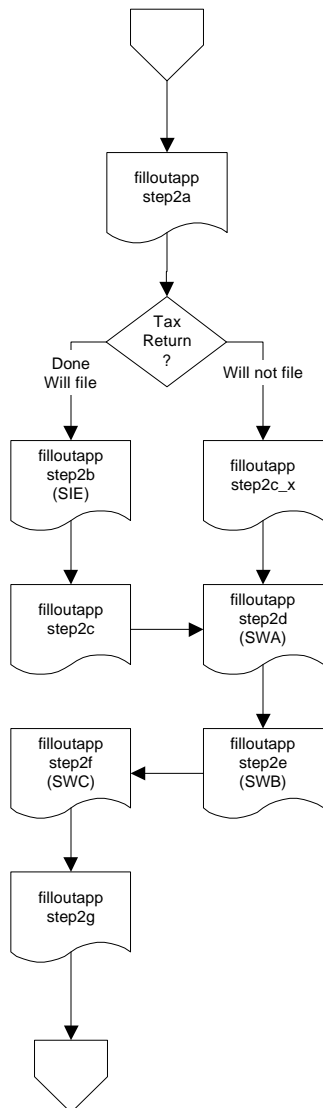 filloutapp
step2a
Tax
Return
?
Done
Will file
Will not file
filloutapp
step2b
(SIE)
filloutapp
step2c_x
filloutapp
step2c
filloutapp
step2d
(SWA)
filloutapp
step2f
(SWC)
filloutapp
step2e
(SWB)
filloutapp
step2g